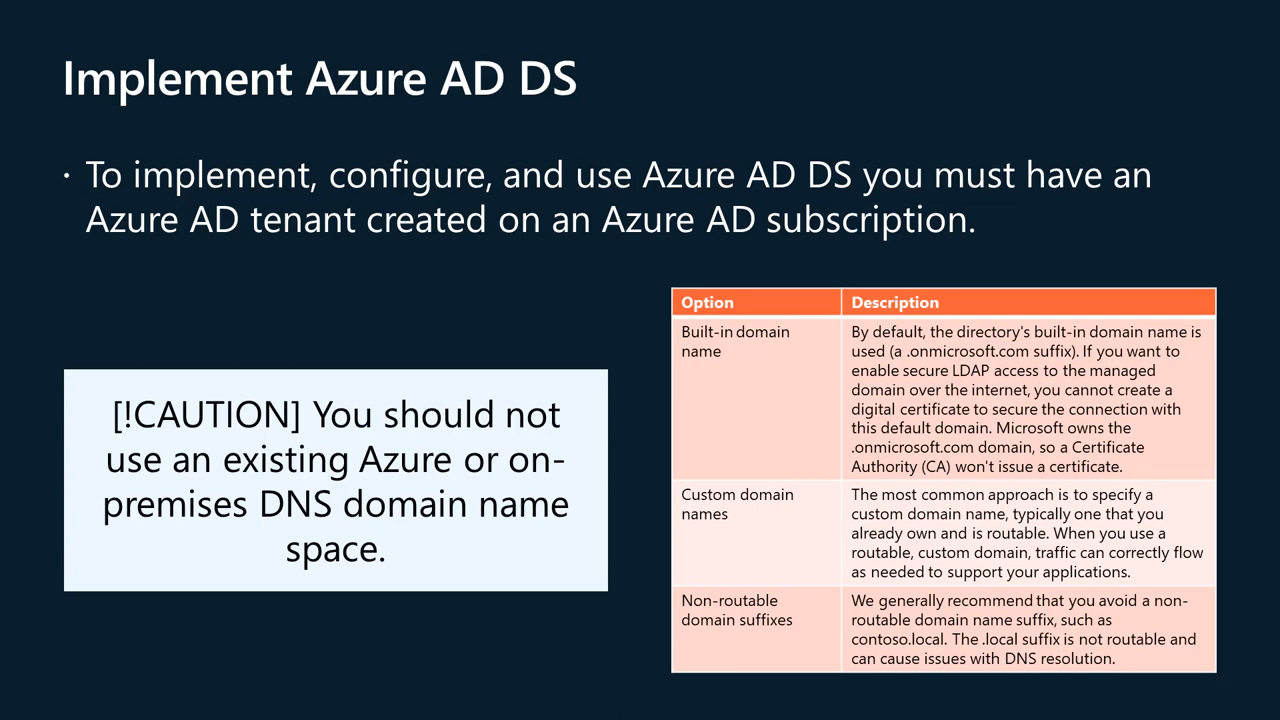 Implement Azure AD DS
· To implement, configure, and use Azure AD DS you must have an
Azure AD tenant created on an Azure AD subscription.
[!CAUTION] You should not
use an existing Azure or on-
premises DNS domain name
space.
Option
Description
Built-in domain
name
By default, the directory's built-in domain name is
used (a .onmicrosoft.com suffix). If you want to
enable secure LDAP access to the managed
domain over the internet, you cannot create a
digital certificate to secure the connection with
this default domain. Microsoft owns the
.onmicrosoft.com domain, so a Certificate
Authority (CA) won't issue a certificate.
Custom domain
names
The most common approach is to specify a
custom domain name, typically one that you
already own and is routable. When you use a
routable, custom domain, traffic can correctly flow
as needed to support your applications.
Non-routable
domain suffixes
We generally recommend that you avoid a non-
routable domain name suffix, such as
contoso.local. The .local suffix is not routable and
can cause issues with DNS resolution.